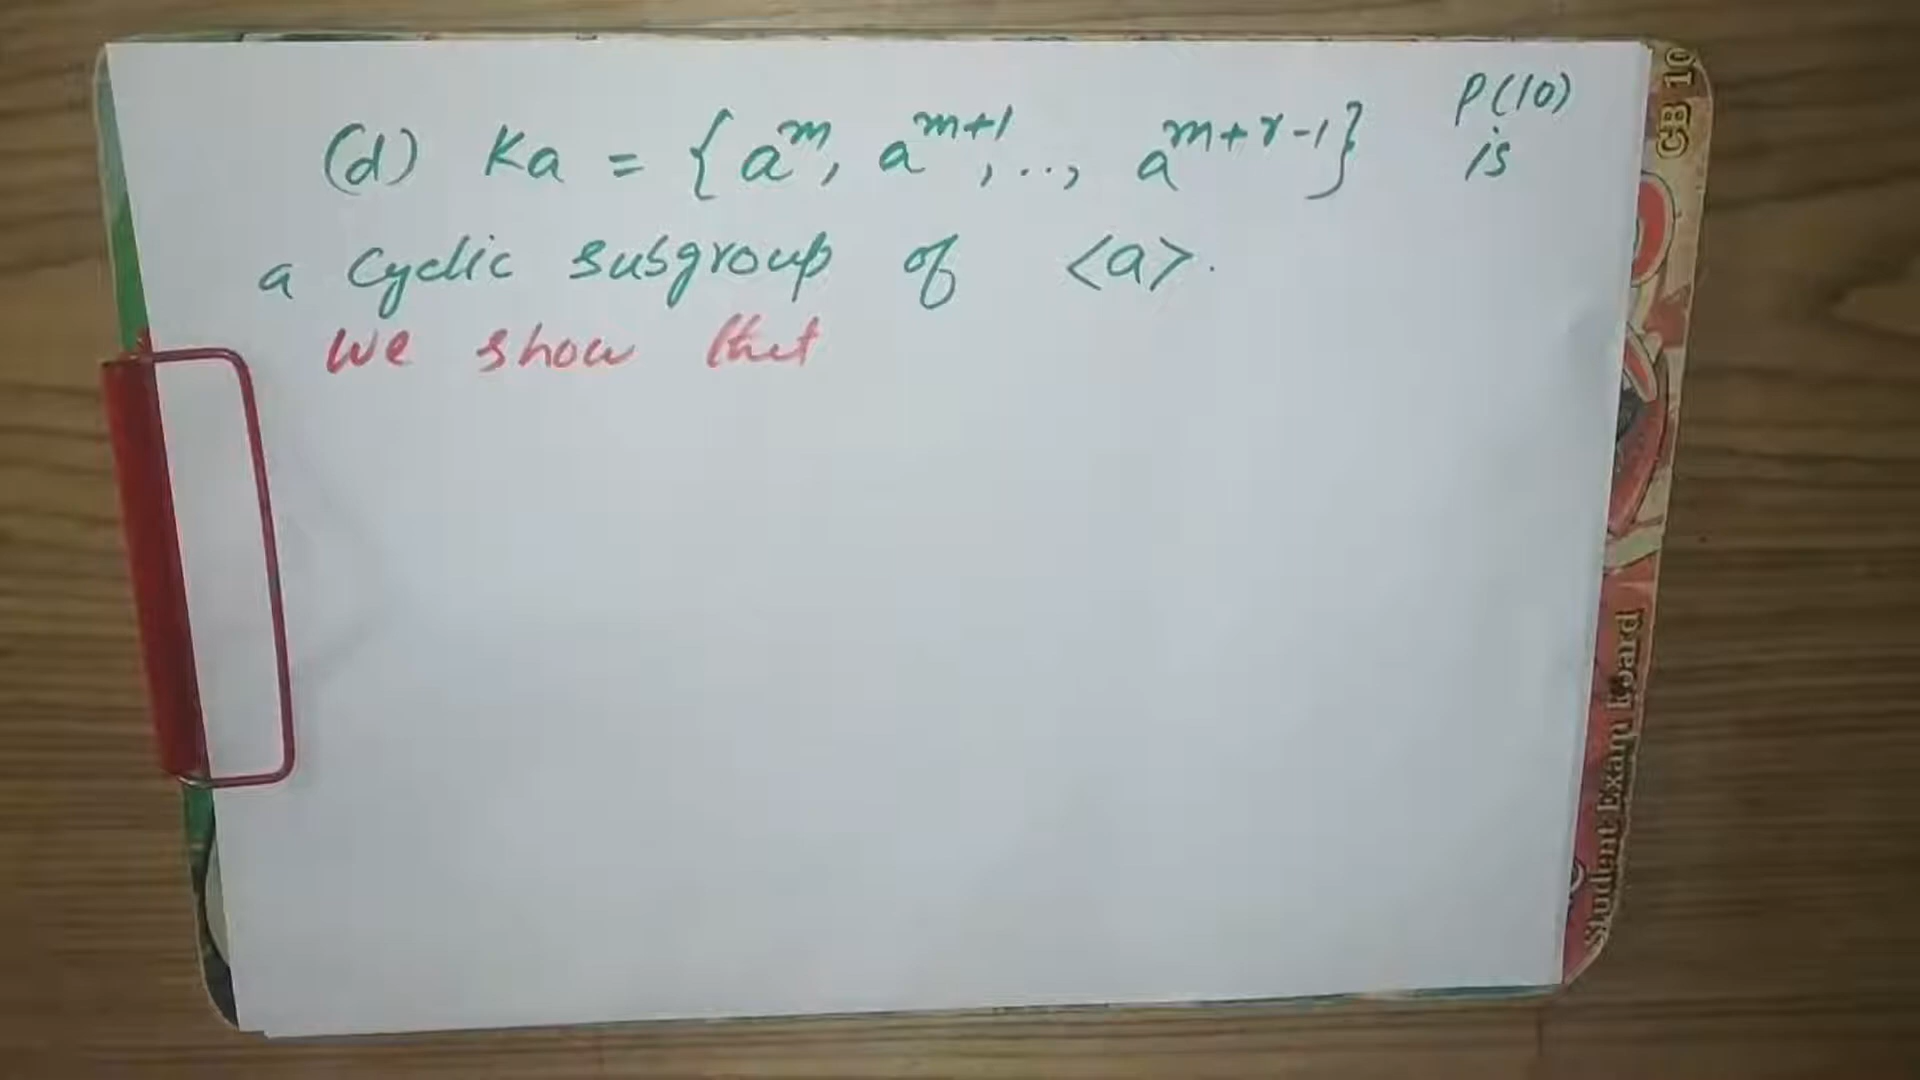 P(10)
(d) Ka = { a^m, a^{m+1}, .., a^{m+r-1} } is
a cyclic subgroup of <a>.
We show that
CB 10
Student Exam Board